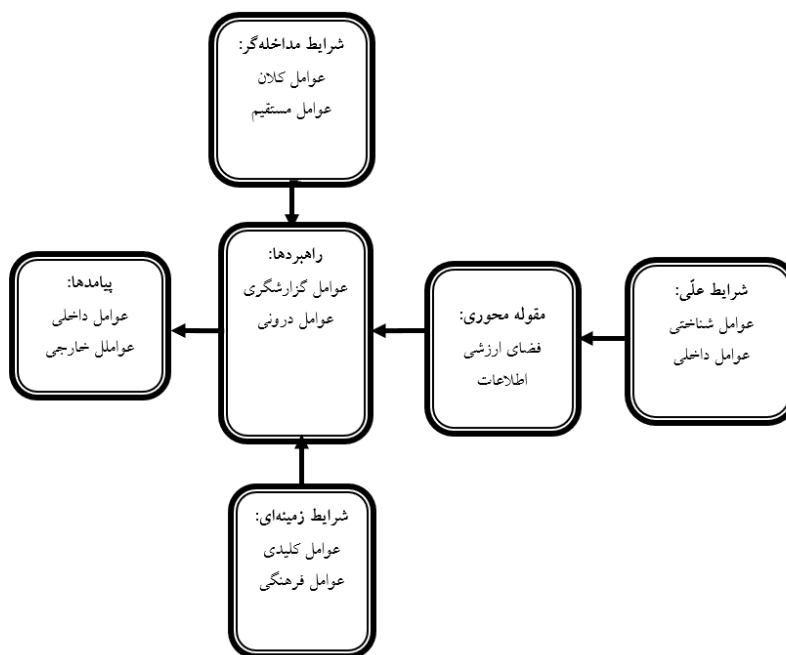 شرایط مداخله‌گر:
عوامل کلان
عوامل مستقیم
شرایط علّی:
عوامل شناختی
عوامل داخلی
مقوله محوری:
فضای ارزشی
اطلاعات
راهبردها:
عوامل گزارشگری
عوامل درونی
پیامدها:
عوامل داخلی
عواملل خارجی
شرایط زمینه‌ای:
عوامل کلیدی
عوامل فرهنگی